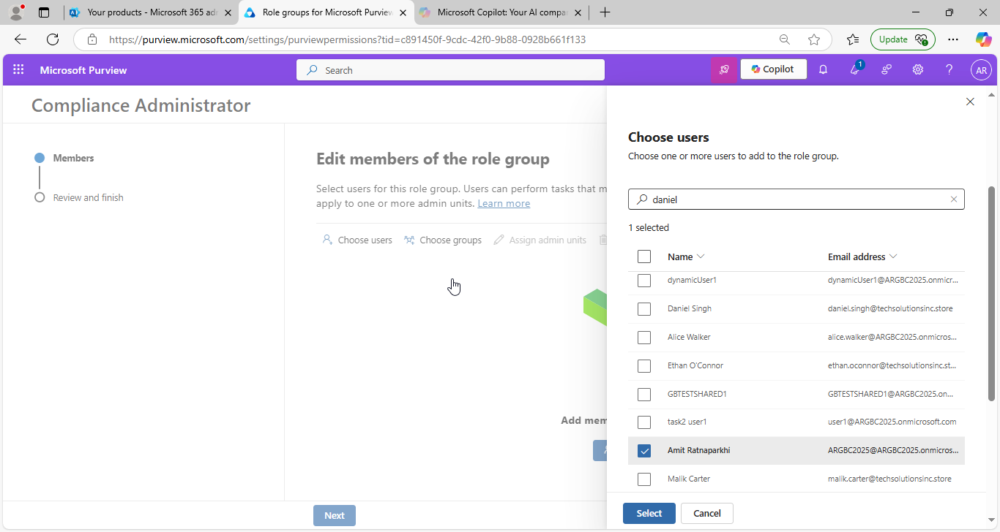 Your products - Microsoft 365 adr
Role groups for Microsoft Purview
Microsoft Copilot: Your AI compar
https://purview.microsoft.com/settings/purviewpermissions?tid=c891450f-9cdc-42f0-9b88-0928b661f133
Update
Microsoft Purview
Search
Copilot
1
AR
Compliance Administrator
Members
Review and finish
Edit members of the role group
Select users for this role group. Users can perform tasks that m
apply to one or more admin units. Learn more
Choose users
Choose groups
Assign admin units
Add mem
Next
Choose users
Choose one or more users to add to the role group.
daniel
1 selected
Name Email address
dynamicUser1 dynamicUser1@ARGBC2025.onmicr...
Daniel Singh daniel.singh@techsolutionsinc.store
Alice Walker alice.walker@ARGBC2025.onmicros...
Ethan O'Connor ethan.oconnor@techsolutionsinc.st...
GBTESTSHARED1 GBTESTSHARED1@ARGBC2025.on...
task2 user1 user1@ARGBC2025.onmicrosoft.com
Amit Ratnaparkhi ARGBC2025@ARGBC2025.onmicros...
Malik Carter malik.carter@techsolutionsinc.store
Select
Cancel